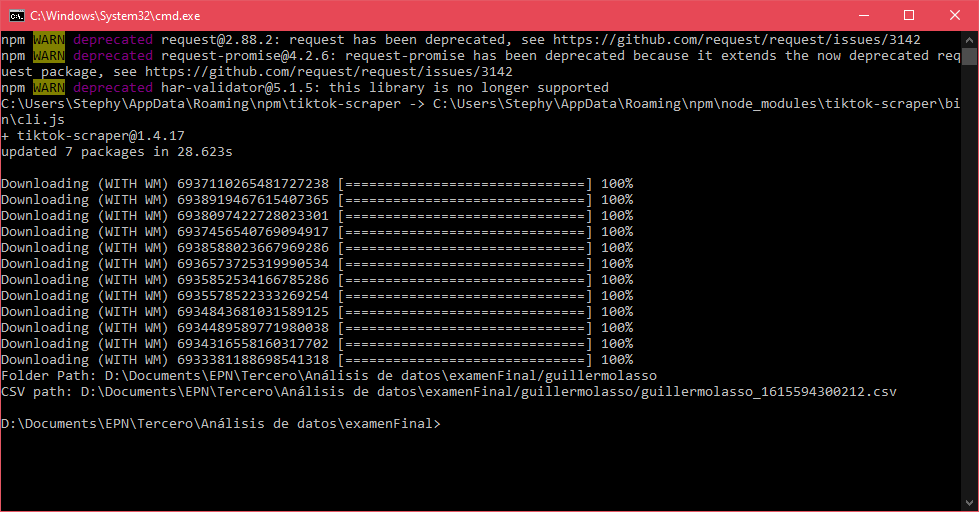 C:\Windows\System32\cmd.exe
npm WARN deprecated request@2.88.2: request has been deprecated, see https://github.com/request/request/issues/3142
npm WARN deprecated request-promise@4.2.6: request-promise has been deprecated because it extends the now deprecated req
uest package, see https://github.com/request/request/issues/3142
npm WARN deprecated har-validator@5.1.5: this library is no longer supported
C:\Users\Stephy\AppData\Roaming\npm\tiktok-scraper -> C:\Users\Stephy\AppData\Roaming\npm\node_modules\tiktok-scraper\bi
n\cli.js
+ tiktok-scraper@1.4.17
updated 7 packages in 28.623s
Downloading (WITH WM) 6937110265481727238 [==============================] 100%
Downloading (WITH WM) 6938919467615407365 [==============================] 100%
Downloading (WITH WM) 6938097422728023301 [==============================] 100%
Downloading (WITH WM) 6937456540769094917 [==============================] 100%
Downloading (WITH WM) 6938588023667969286 [==============================] 100%
Downloading (WITH WM) 6936573725319990534 [==============================] 100%
Downloading (WITH WM) 6935852534166785286 [==============================] 100%
Downloading (WITH WM) 6935578522333269254 [==============================] 100%
Downloading (WITH WM) 6934843681031589125 [==============================] 100%
Downloading (WITH WM) 6934489589771980038 [==============================] 100%
Downloading (WITH WM) 6934316558160317702 [==============================] 100%
Downloading (WITH WM) 6933381188698541318 [==============================] 100%
Folder Path: D:\Documents\EPN\Tercero\Análisis de datos\examenFinal/guillermolasso
CSV path: D:\Documents\EPN\Tercero\Análisis de datos\examenFinal/guillermolasso/guillermolasso_1615594300212.csv
D:\Documents\EPN\Tercero\Análisis de datos\examenFinal>